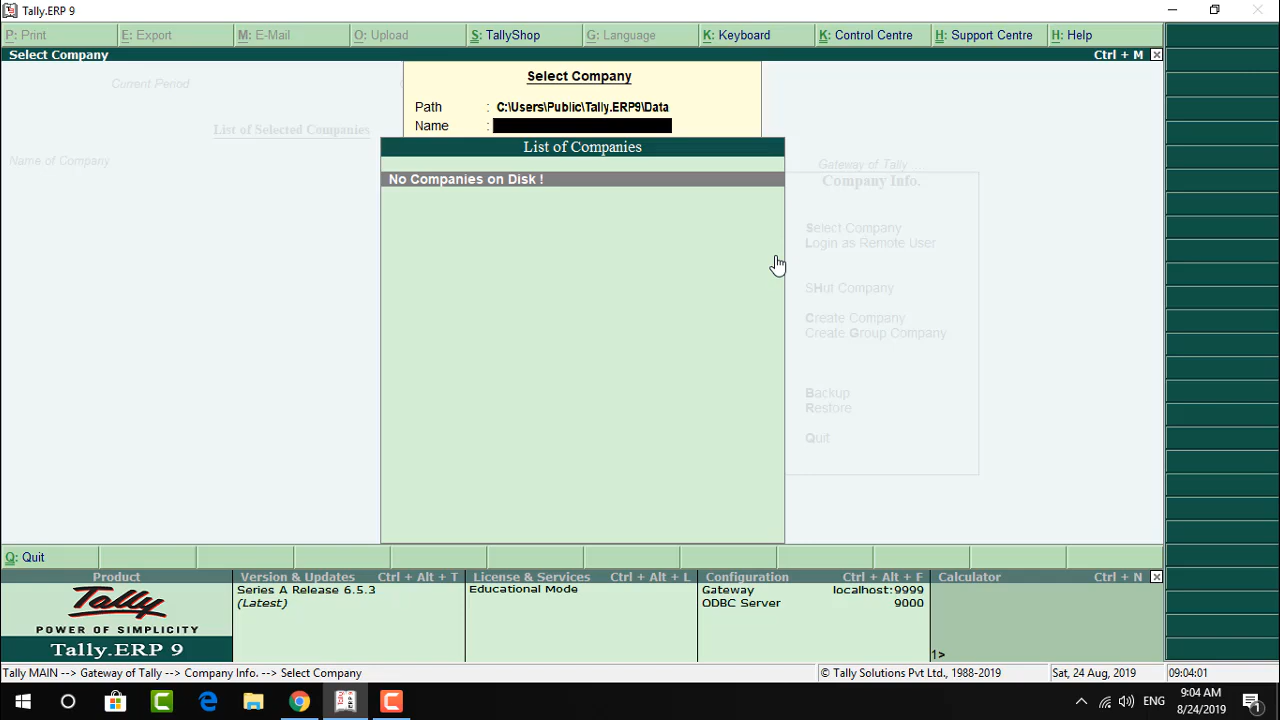 Tally.ERP 9
P: Print E: Export M: E-Mail O: Upload S: TallyShop G: Language K: Keyboard K: Control Centre H: Support Centre H: Help
Select Company Ctrl + M
Current Period
Select Company
Path : C:\Users\Public\Tally.ERP9\Data
Name :
List of Selected Companies
Name of Company
List of Companies
No Companies on Disk !
Gateway of Tally
Company Info.
Select Company
Login as Remote User
SHut Company
Create Company
Create Group Company
Backup
Restore
Quit
Q: Quit
Product
Tally
POWER OF SIMPLICITY
Tally.ERP 9
Version & Updates Ctrl + Alt + T
Series A Release 6.5.3
(Latest)
License & Services Ctrl + Alt + L
Educational Mode
Configuration Ctrl + Alt + F
Gateway localhost:9999
ODBC Server 9000
Calculator Ctrl + N
1>
Tally MAIN --> Gateway of Tally --> Company Info. --> Select Company © Tally Solutions Pvt Ltd., 1988-2019 Sat, 24 Aug, 2019 09:04:01
ENG 9:04 AM
8/24/2019
1